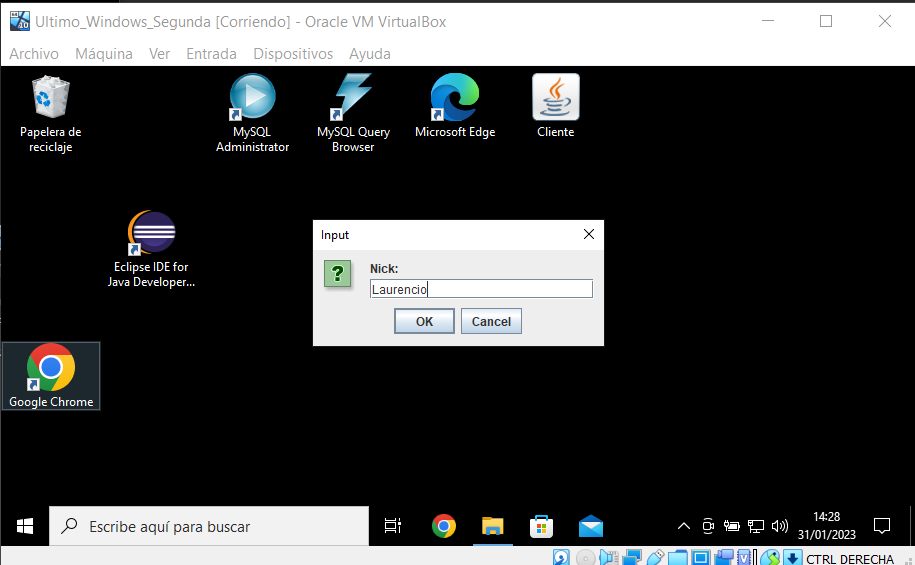 Ultimo_Windows_Segunda [Corriendo] - Oracle VM VirtualBox
Archivo Máquina Ver Entrada Dispositivos Ayuda
Papelera de
reciclaje
MySQL
Administrator
MySQL Query
Browser
Microsoft Edge
Cliente
Eclipse IDE for
Java Developer...
Input
Nick:
Laurencio
OK Cancel
Google Chrome
Escribe aquí para buscar
14:28
31/01/2023
CTRL DERECHA